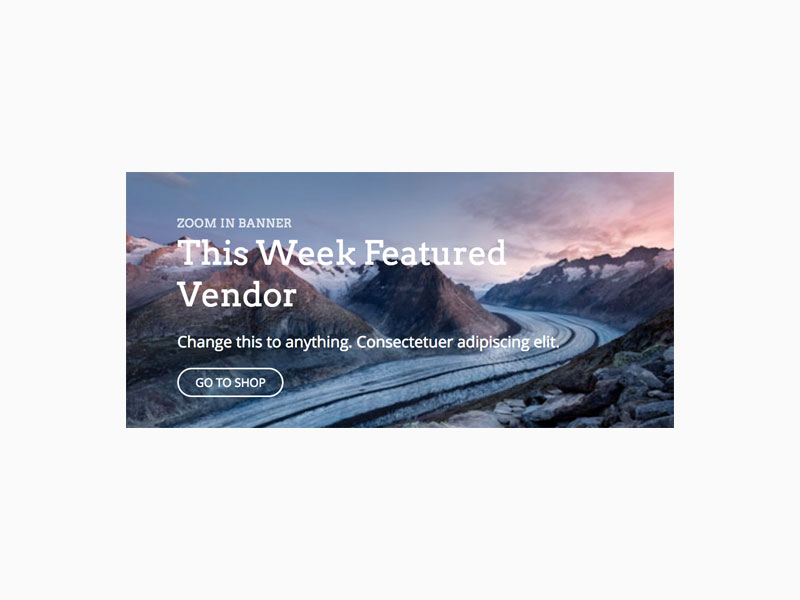 ZOOM IN BANNER
This Week Featured
Vendor
Change this to anything. Consectetuer adipiscing elit.
GO TO SHOP